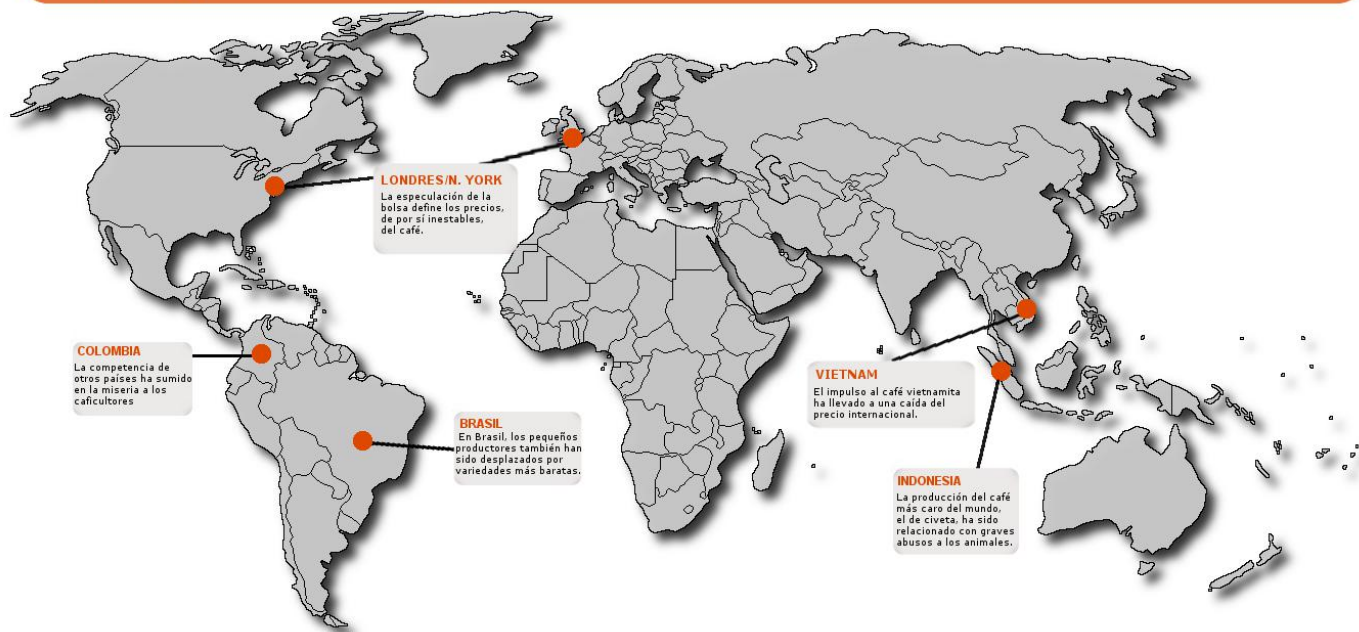 LONDRES/N. YORK
La especulación de la
bolsa define los precios,
de por sí inestables,
del café.
COLOMBIA
La competencia de
otros países ha sumido
en la miseria a los
caficultores
BRASIL
En Brasil, los pequeños
productores también han
sido desplazados por
variedades más baratas.
VIETNAM
El impulso al café vietnamita
ha llevado a una caída del
precio internacional.
INDONESIA
La producción del café
más caro del mundo,
el de civeta, ha sido
relacionado con graves
abusos a los animales.